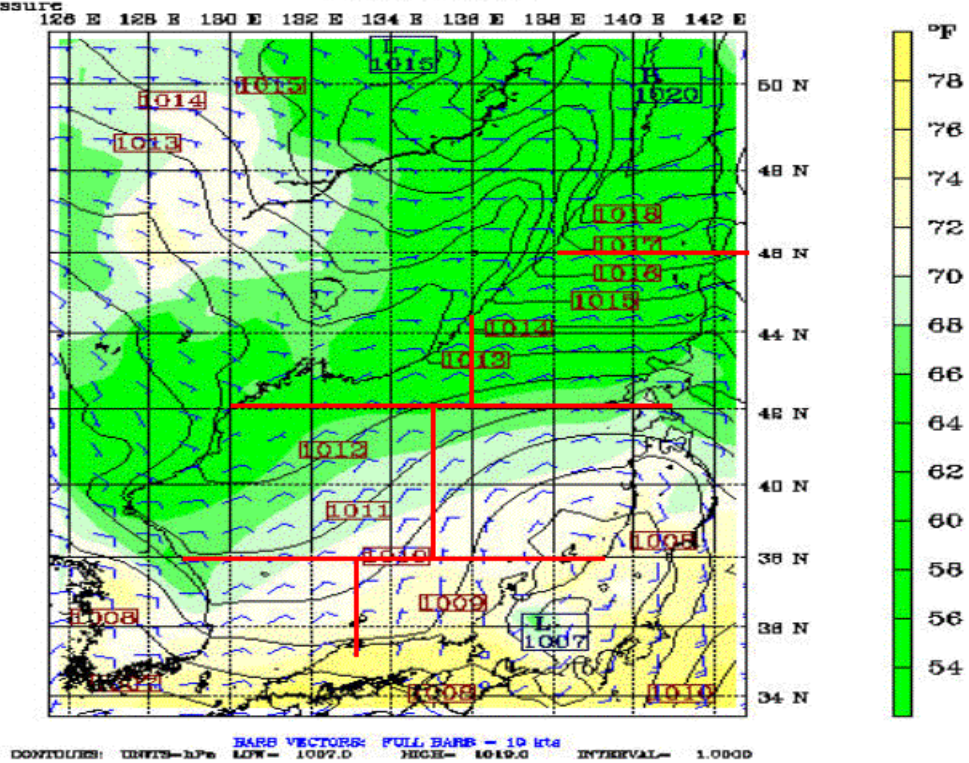 ssure
126 E 128 E 130 E 132 E 134 E 136 E 138 E 140 E 142 E
°F
L
1015
H
1020
50 N
78
1014
1015
76
1013
48 N
74
1018
72
1017
46 N
1016
70
1015
1014
44 N
68
1013
66
42 N
64
1012
62
40 N
1011
60
1010
38 N
58
1009
1008
L
1007
36 N
56
54
1008
1010
34 N
BARB VECTORS: FULL BARB = 10 kts
CONTOURS: UNITS=hPa LOW= 1007.0 HIGH= 1019.0 INTERVAL= 1.0000